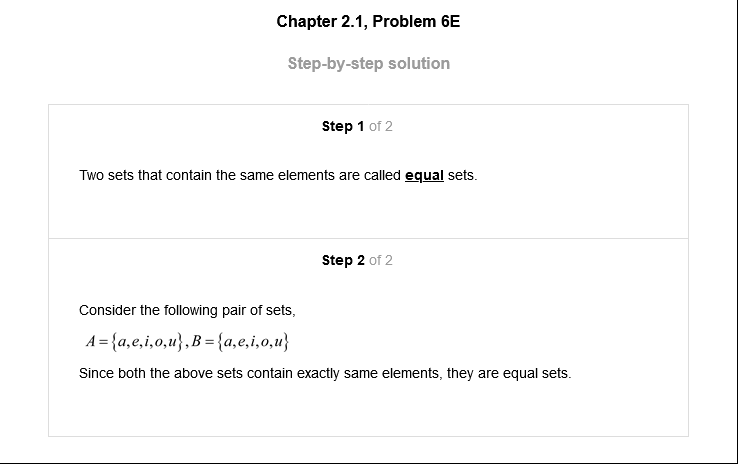 Chapter 2.1, Problem 6E
Step-by-step solution
Step 1 of 2
Two sets that contain the same elements are called equal sets.
Step 2 of 2
Consider the following pair of sets,
A={a,e,i,o,u},B={a,e,i,o,u}
Since both the above sets contain exactly same elements, they are equal sets.